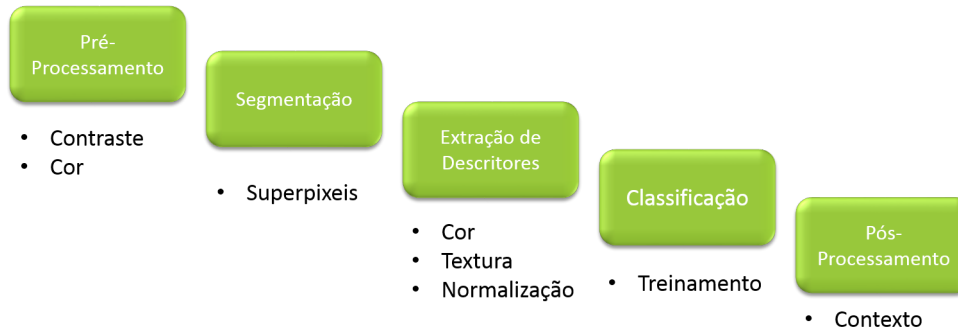 Pré-
Processamento
• Contraste
• Cor
Segmentação
• Superpixeis
Extração de
Descritores
• Cor
• Textura
• Normalização
Classificação
• Treinamento
Pós-
Processamento
• Contexto